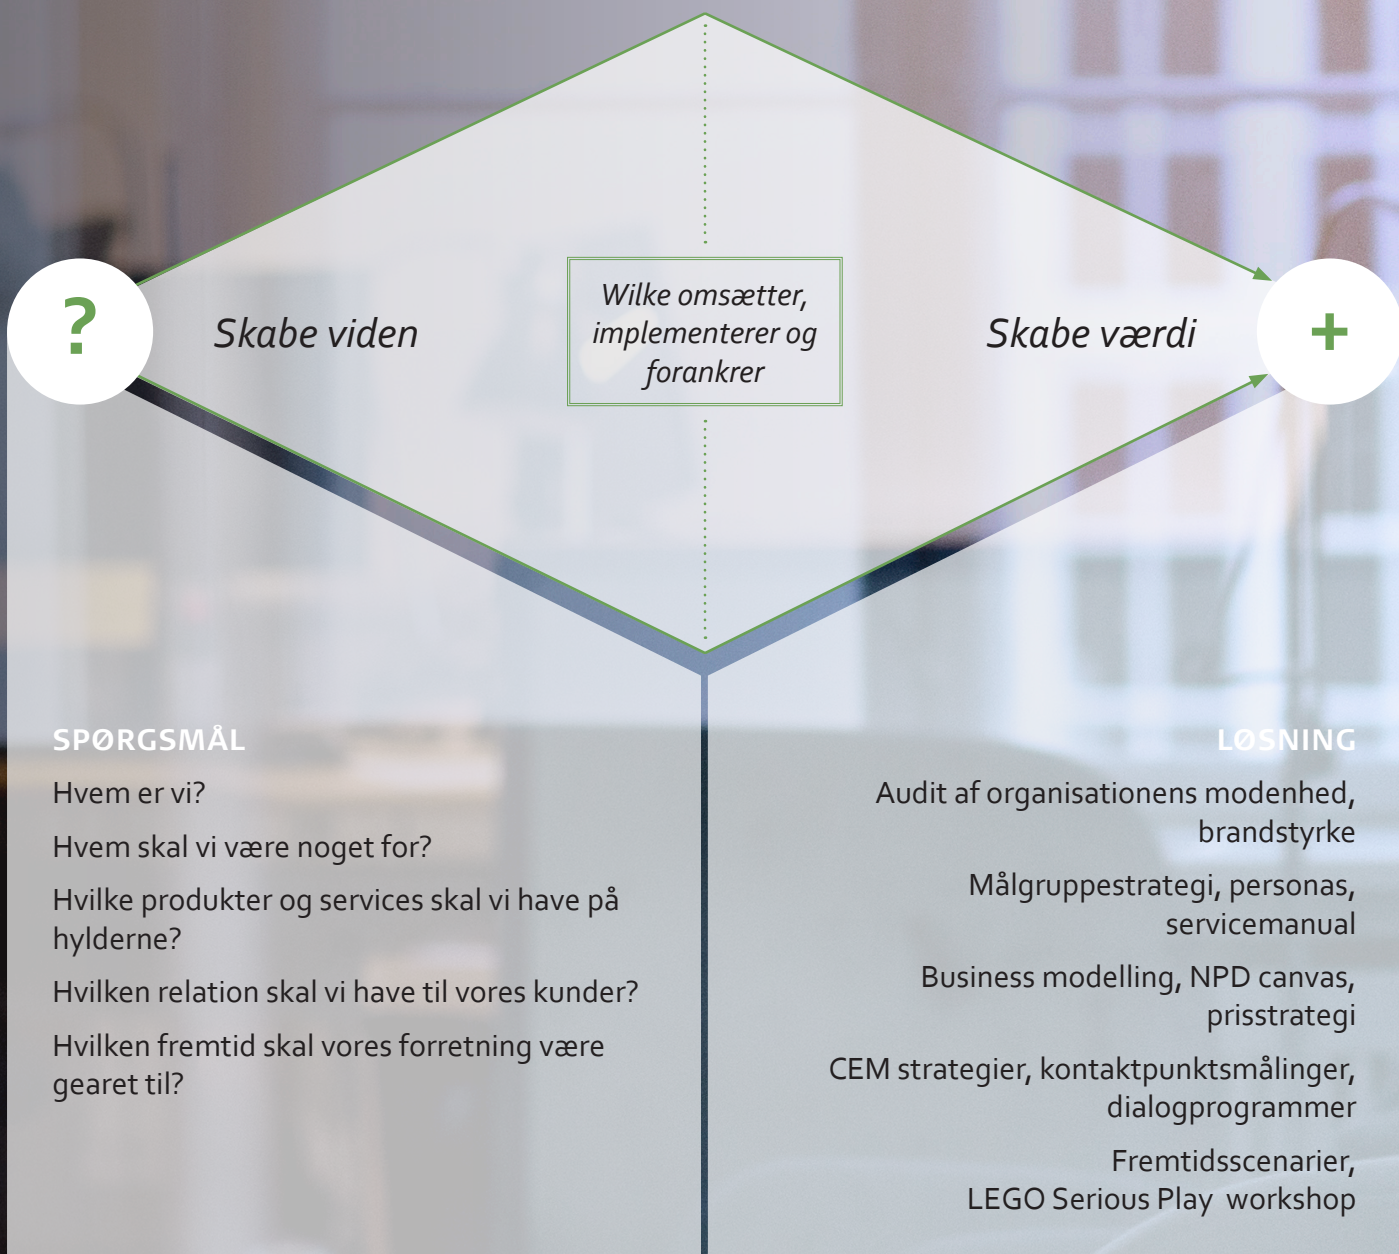 ?
Skabe viden
Wilke omsætter,
implementerer og
forankrer
Skabe værdi
+
SPØRGSMÅL
Hvem er vi?
Hvem skal vi være noget for?
Hvilke produkter og services skal vi have på
hylderne?
Hvilken relation skal vi have til vores kunder?
Hvilken fremtid skal vores forretning være
gearet til?
LØSNING
Audit af organisationens modenhed,
brandstyrke
Målgruppestrategi, personas,
servicemanual
Business modelling, NPD canvas,
prisstrategi
CEM strategier, kontaktpunktsmålinger,
dialogprogrammer
Fremtidsscenarier,
LEGO Serious Play workshop